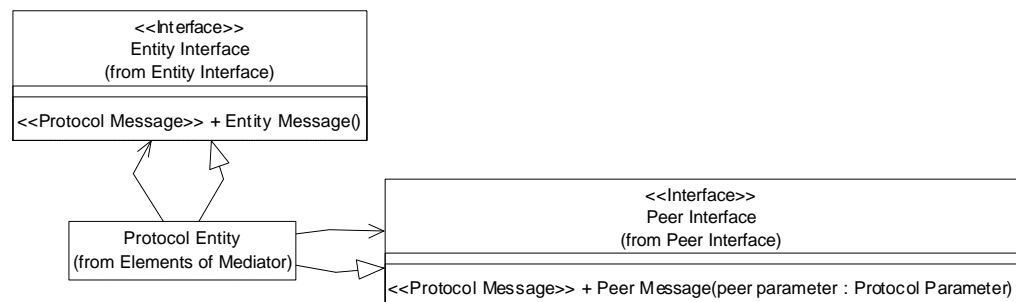 <<Interface>>
Entity Interface
(from Entity Interface)
<<Protocol Message>> + Entity Message()
Protocol Entity
(from Elements of Mediator)
<<Interface>>
Peer Interface
(from Peer Interface)
<<Protocol Message>> + Peer Message(peer parameter : Protocol Parameter)